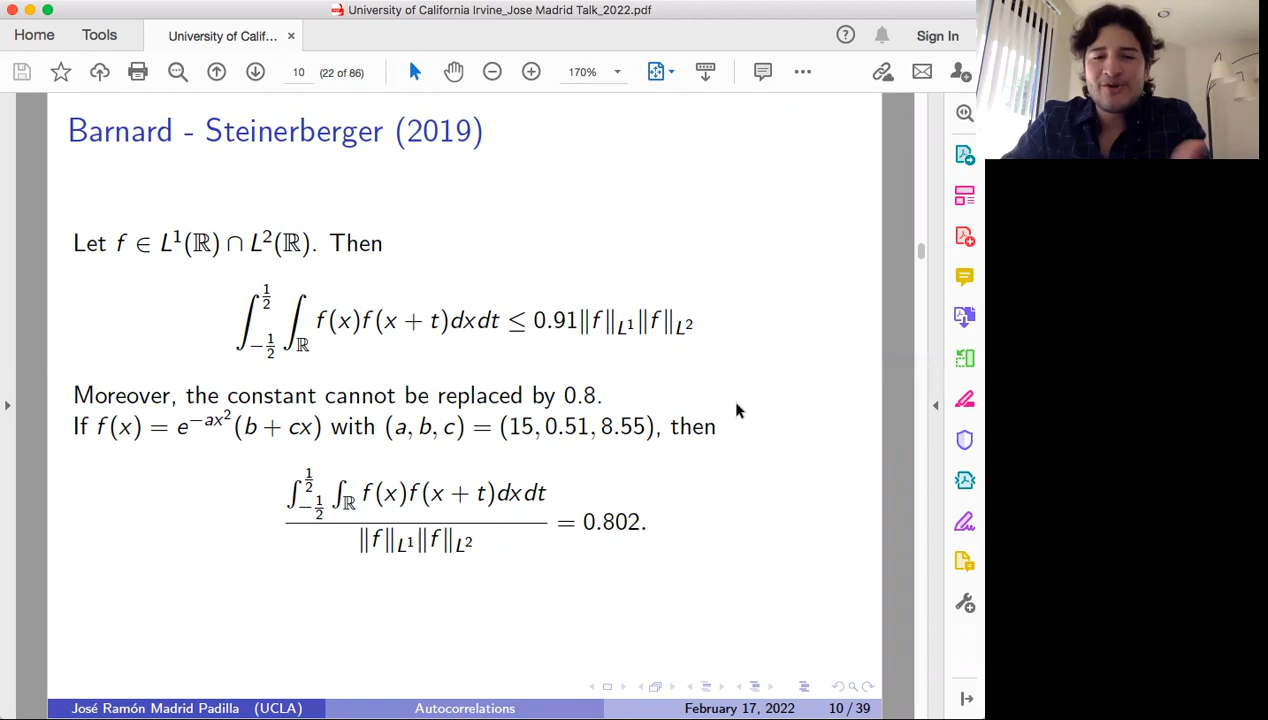 University of California Irvine_Jose Madrid Talk_2022.pdf
Home Tools University of Calif... × Sign In
10 (22 of 86) 170%
Barnard - Steinerberger (2019)
Let f ∈ L¹(ℝ) ∩ L²(ℝ). Then
∫_{-1/2}^{1/2} ∫_ℝ f(x)f(x + t)dxdt ≤ 0.91‖f‖_{L¹}‖f‖_{L²}
Moreover, the constant cannot be replaced by 0.8.
If f(x) = e^{-ax²}(b + cx) with (a, b, c) = (15, 0.51, 8.55), then
∫_{-1/2}^{1/2} ∫_ℝ f(x)f(x + t)dxdt
‖f‖_{L¹}‖f‖_{L²}
= 0.802.
José Ramón Madrid Padilla (UCLA) Autocorrelations February 17, 2022 10 / 39